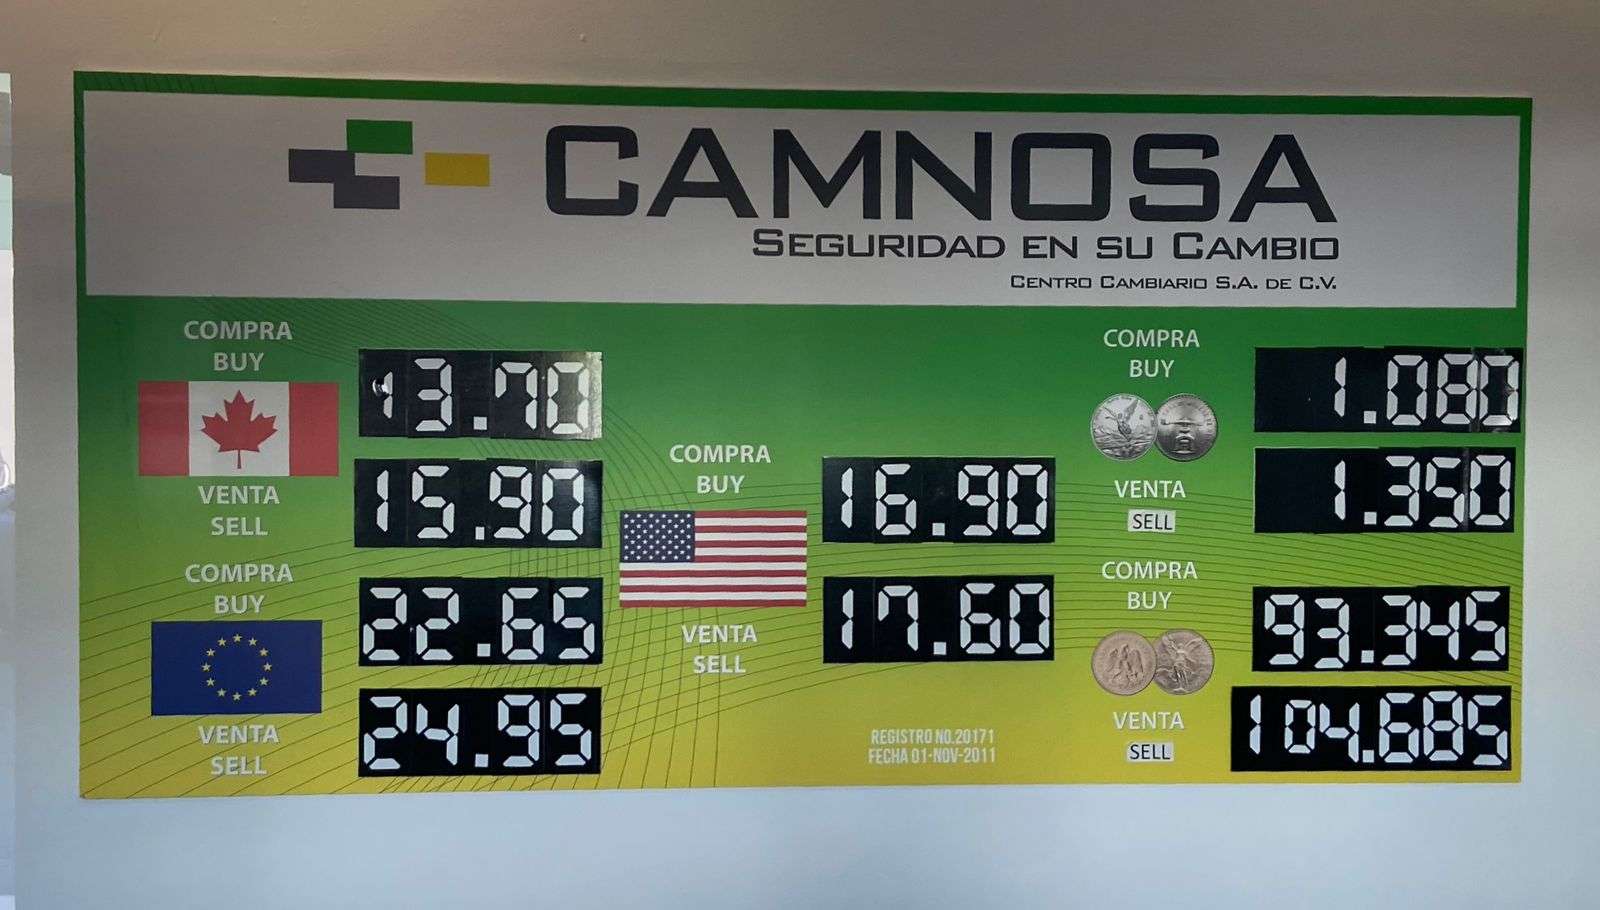 CAMNOSA
SEGURIDAD EN SU CAMBIO
CENTRO CAMBIARIO S.A. DE C.V.
COMPRA
BUY
13.70
VENTA
SELL
15.90
COMPRA
BUY
22.65
VENTA
SELL
24.95
COMPRA
BUY
16.90
VENTA
SELL
17.60
REGISTRO NO.20171
FECHA 01-NOV-2011
COMPRA
BUY
1.080
VENTA
SELL
1.350
COMPRA
BUY
93.345
VENTA
SELL
104.685